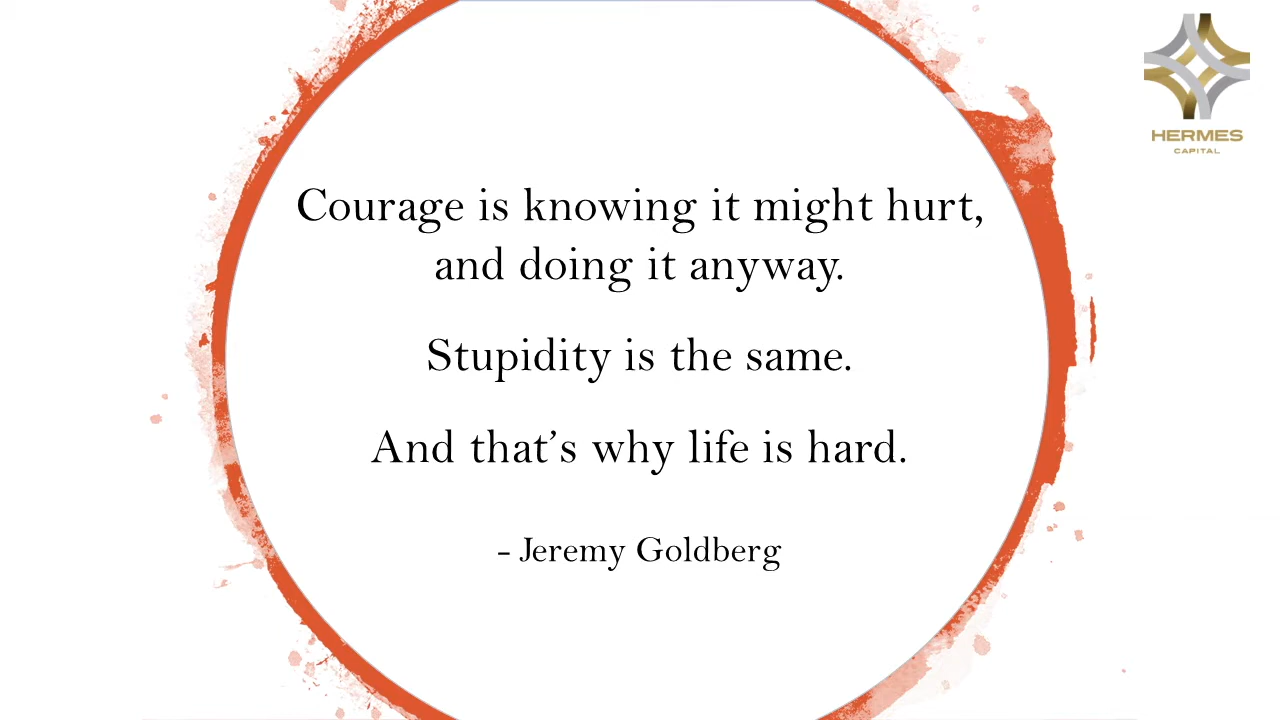 HERMES
CAPITAL
Courage is knowing it might hurt,
and doing it anyway.
Stupidity is the same.
And that’s why life is hard.
– Jeremy Goldberg